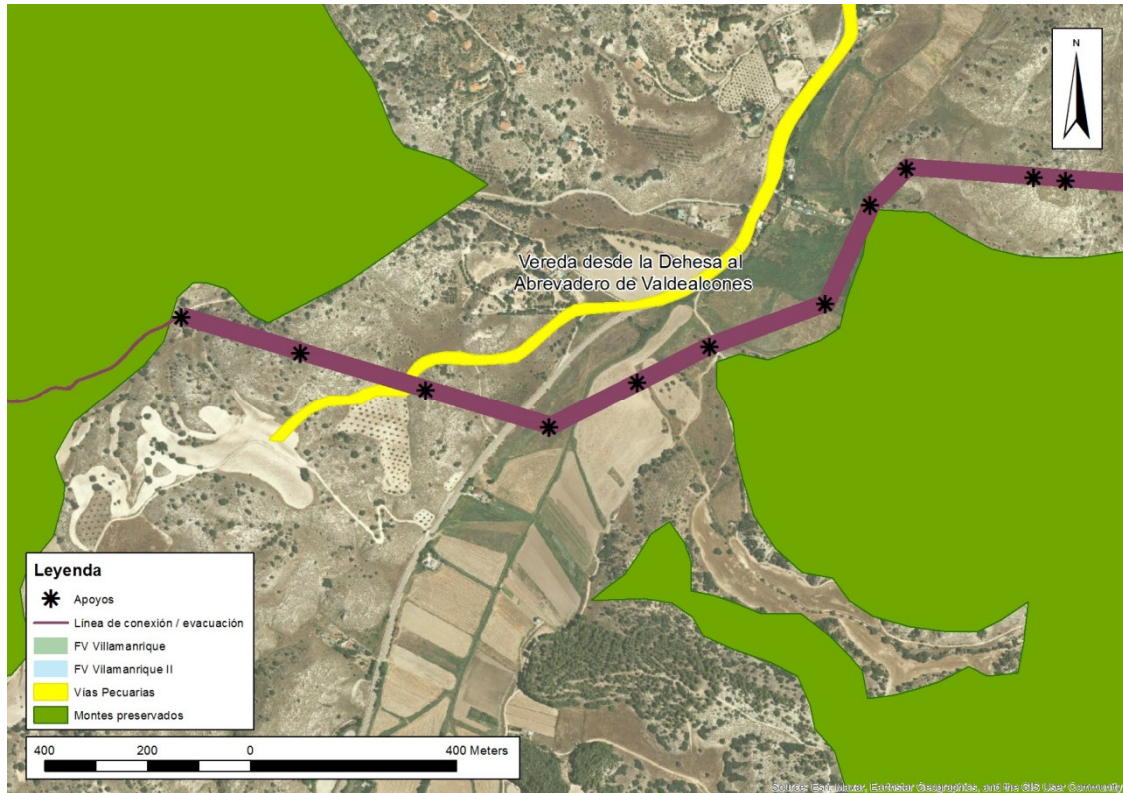 N
Vereda desde la Dehesa al
Abrevadero de Valdealcones
Leyenda
Apoyos
Línea de conexión / evacuación
FV Villamanrique
FV Vilamanrique II
Vías Pecuarias
Montes preservados
400 200 0 400 Meters
Source: Esri, Maxar, Earthstar Geographics, and the GIS User Community